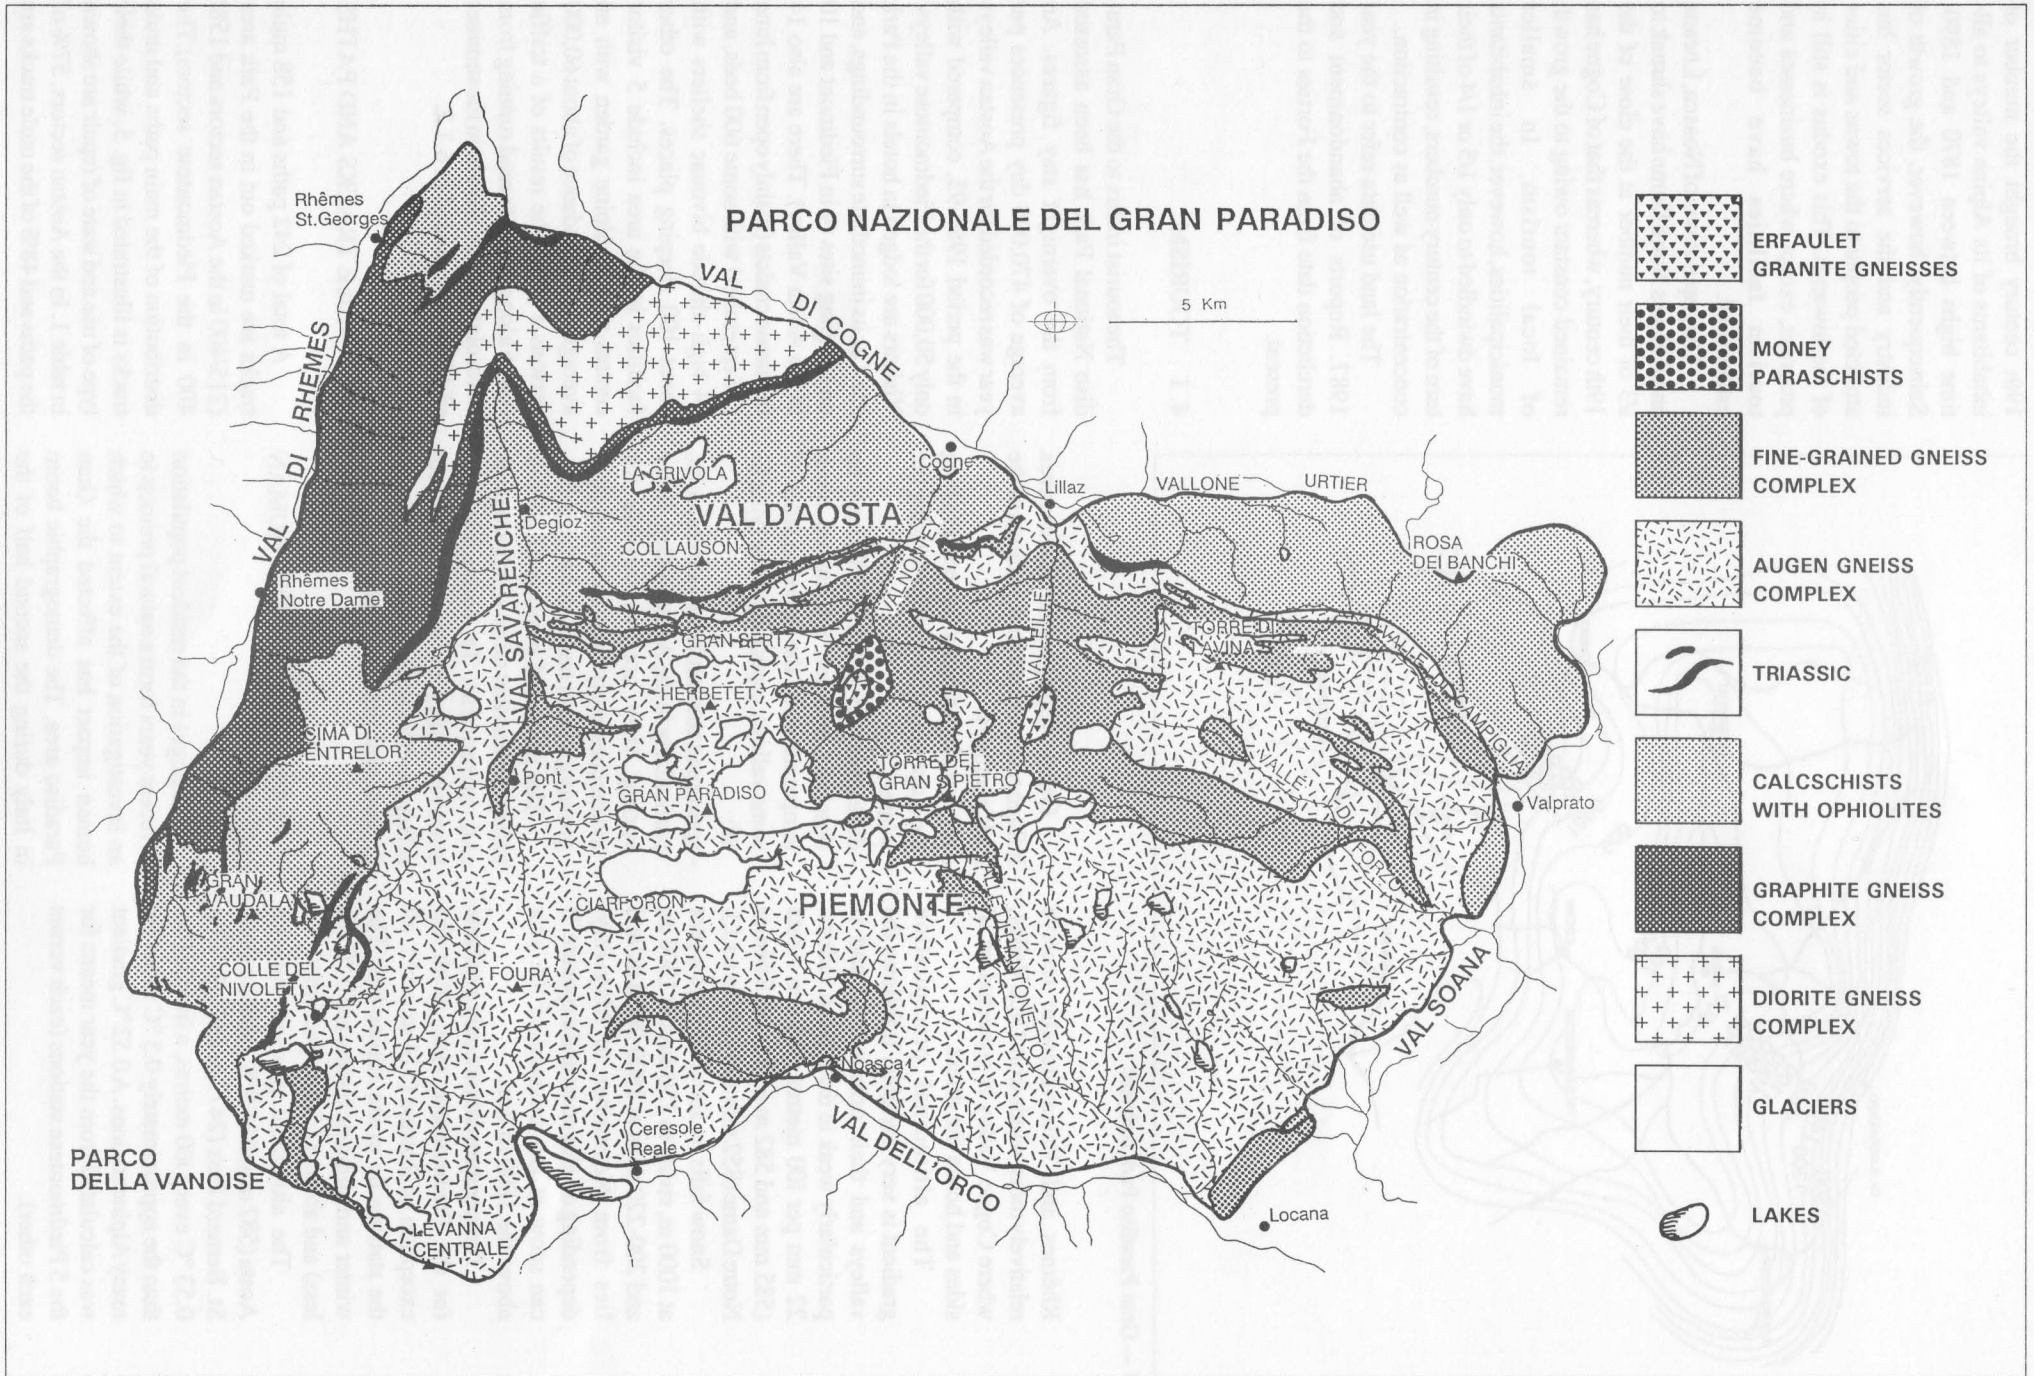 PARCO NAZIONALE DEL GRAN PARADISO
5 Km
Rhêmes
St.Georges
VAL DI COGNE
VAL DI RHEMES
Rhêmes
Notre Dame
VAL SAVARENCHE
Degioz
LA GRIVOLA
VAL D'AOSTA
COL LAUSON
Cogne
Lillaz
VALLONE URTIER
ROSA
DEI BANCHI
VALNONTEY
VALLEILLE
GRAN SERTZ
HERBETET
TORRE DI
LAVINA
VALLE DI CAMPIGLIA
CIMA DI
ENTRELOR
Pont
GRAN PARADISO
TORRE DEL
GRAN S.PIETRO
VALLE DI FORZO
Valprato
GRAN
VAUDALA
CIARFORON
PIEMONTE
COLLE DEL
NIVOLET
P. FOURA
VAL SOANA
Noasca
Ceresole
Reale
VAL DELL'ORCO
Locana
PARCO
DELLA VANOISE
LEVANNA
CENTRALE
ERFAULET
GRANITE GNEISSES
MONEY
PARASCHISTS
FINE-GRAINED GNEISS
COMPLEX
AUGEN GNEISS
COMPLEX
TRIASSIC
CALCSCHISTS
WITH OPHIOLITES
GRAPHITE GNEISS
COMPLEX
DIORITE GNEISS
COMPLEX
GLACIERS
LAKES